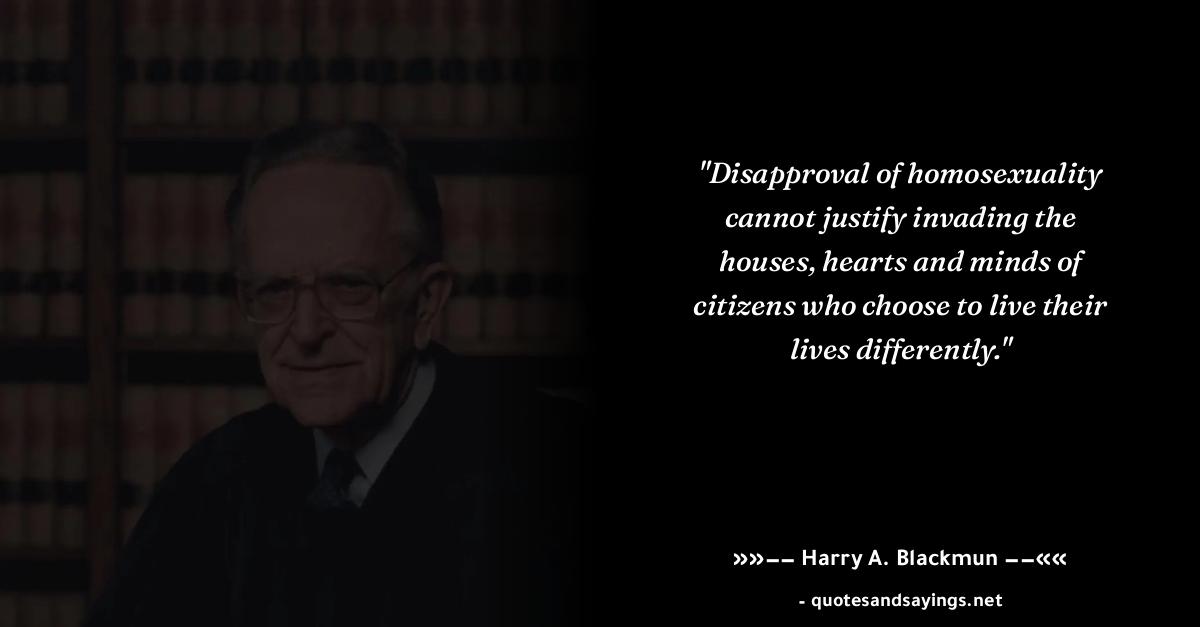 "Disapproval of homosexuality
cannot justify invading the
houses, hearts and minds of
citizens who choose to live their
lives differently."
»»−− Harry A. Blackmun −−««
- quotesandsayings.net